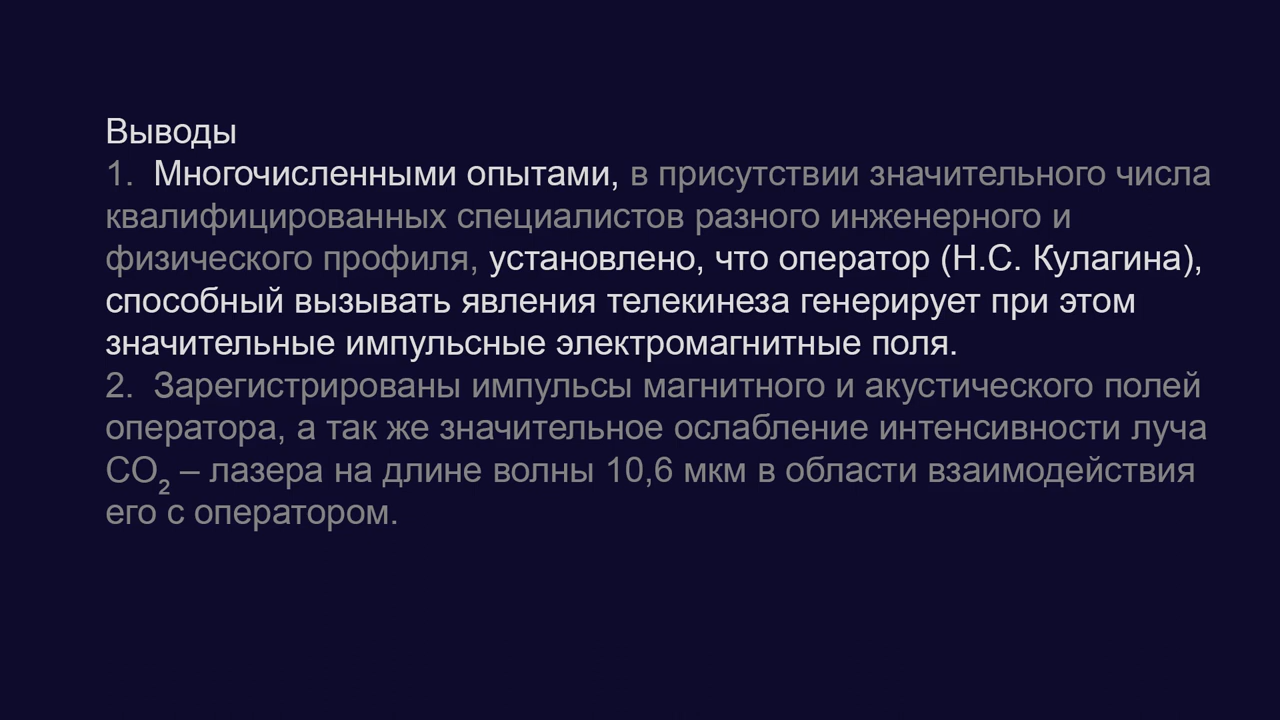 Выводы
1. Многочисленными опытами, в присутствии значительного числа
квалифицированных специалистов разного инженерного и
физического профиля, установлено, что оператор (Н.С. Кулагина),
способный вызывать явления телекинеза генерирует при этом
значительные импульсные электромагнитные поля.
2. Зарегистрированы импульсы магнитного и акустического полей
оператора, а так же значительное ослабление интенсивности луча
СО₂ – лазера на длине волны 10,6 мкм в области взаимодействия
его с оператором.